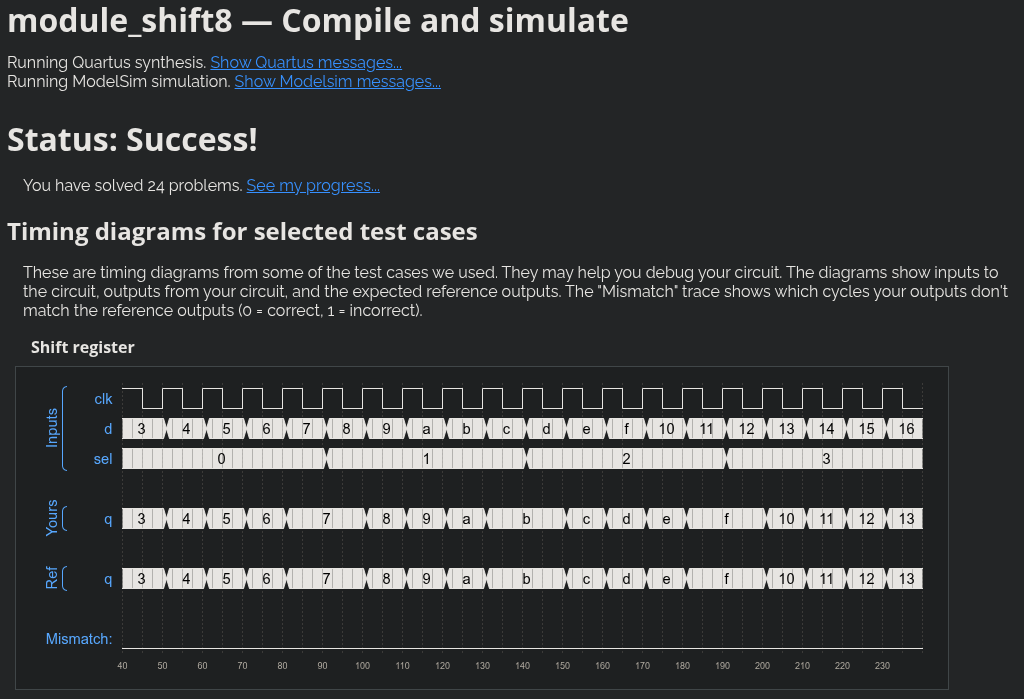 module_shift8 — Compile and simulate
Running Quartus synthesis. Show Quartus messages...
Running ModelSim simulation. Show Modelsim messages...
Status: Success!
You have solved 24 problems. See my progress...
Timing diagrams for selected test cases
These are timing diagrams from some of the test cases we used. They may help you debug your circuit. The diagrams show inputs to
the circuit, outputs from your circuit, and the expected reference outputs. The "Mismatch" trace shows which cycles your outputs don't
match the reference outputs (0 = correct, 1 = incorrect).
Shift register
Inputs
clk
d 3 4 5 6 7 8 9 a b c d e f 10 11 12 13 14 15 16
sel 0 1 2 3
Yours
q 3 4 5 6 7 8 9 a b c d e f 10 11 12 13
Ref
q 3 4 5 6 7 8 9 a b c d e f 10 11 12 13
Mismatch:
40 50 60 70 80 90 100 110 120 130 140 150 160 170 180 190 200 210 220 230